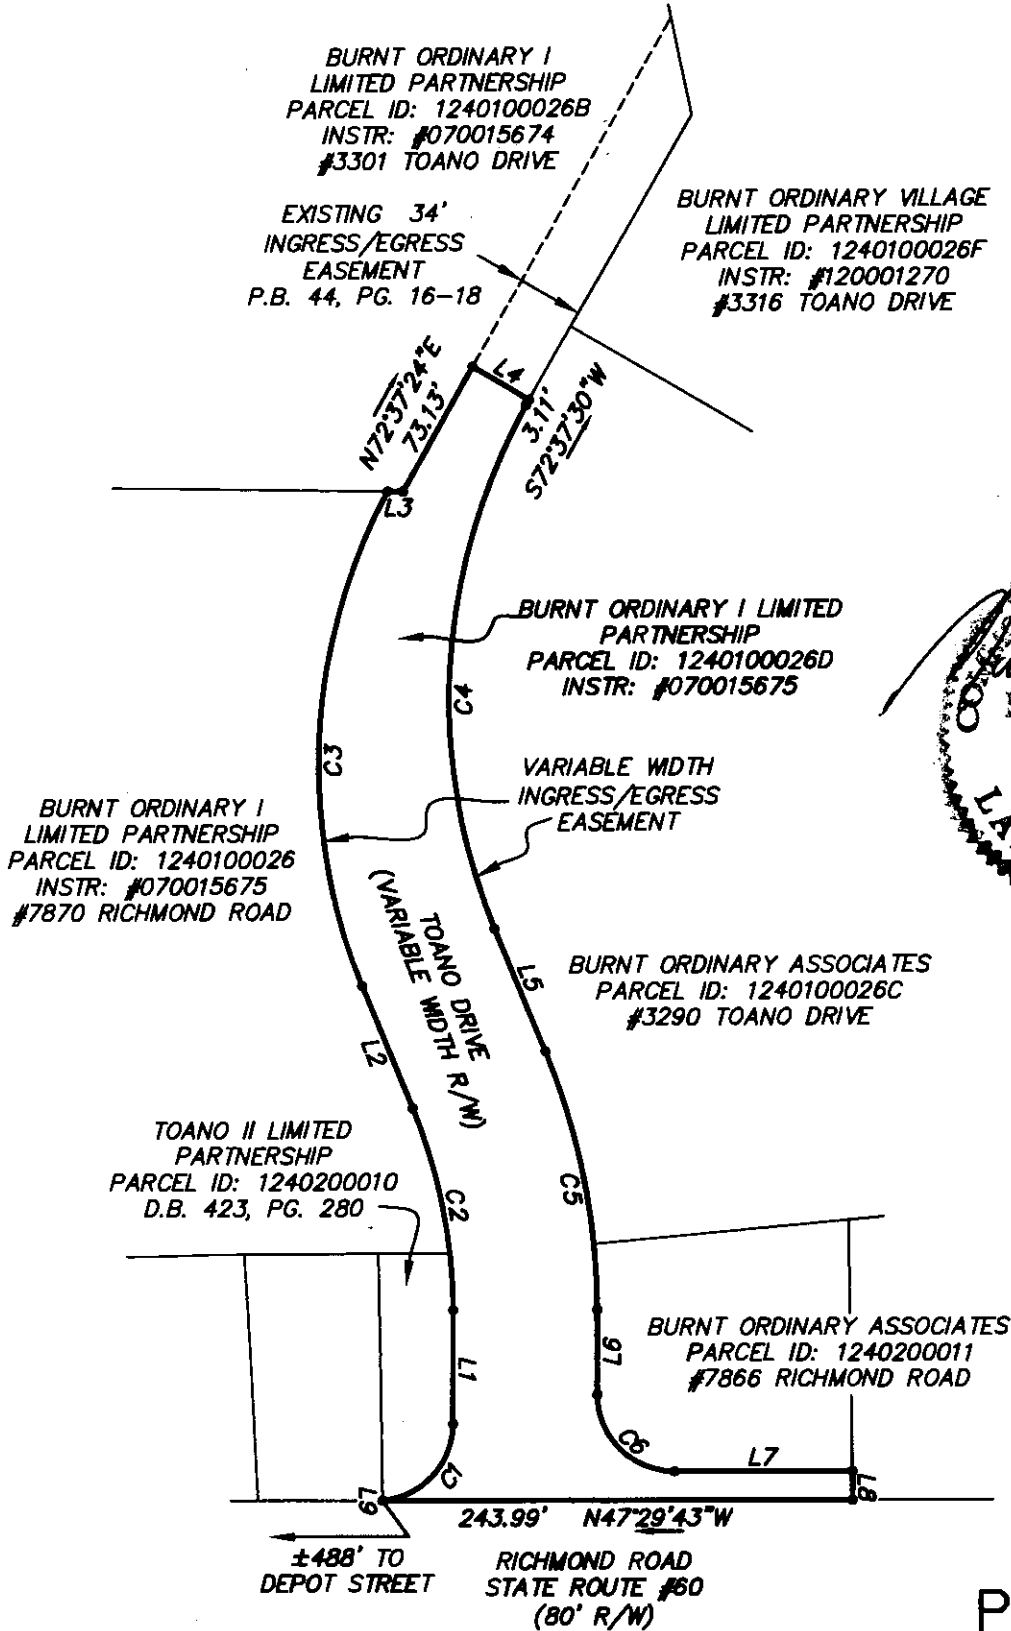 BURNT ORDINARY I
LIMITED PARTNERSHIP
PARCEL ID: 1240100026B
INSTR: #070015674
#3301 TOANO DRIVE
EXISTING 34'
INGRESS/EGRESS
EASEMENT
P.B. 44, PG. 16-18
BURNT ORDINARY VILLAGE
LIMITED PARTNERSHIP
PARCEL ID: 1240100026F
INSTR: #120001270
#3316 TOANO DRIVE
N72°37'24"E
73.13'
L4
3.11'
S72°37'30"W
L3
BURNT ORDINARY I LIMITED
PARTNERSHIP
PARCEL ID: 1240100026D
INSTR: #070015675
C4
C3
VARIABLE WIDTH
INGRESS/EGRESS
EASEMENT
BURNT ORDINARY I
LIMITED PARTNERSHIP
PARCEL ID: 1240100026
INSTR: #070015675
#7870 RICHMOND ROAD
TOANO DRIVE
(VARIABLE WIDTH R/W)
L5
BURNT ORDINARY ASSOCIATES
PARCEL ID: 1240100026C
#3290 TOANO DRIVE
L2
TOANO II LIMITED
PARTNERSHIP
PARCEL ID: 1240200010
D.B. 423, PG. 280
C2
C5
L1
L6
BURNT ORDINARY ASSOCIATES
PARCEL ID: 1240200011
#7866 RICHMOND ROAD
C1
C6
L7
L8
L9
243.99' N47°29'43"W
±488' TO
DEPOT STREET
RICHMOND ROAD
STATE ROUTE #60
(80' R/W)
P